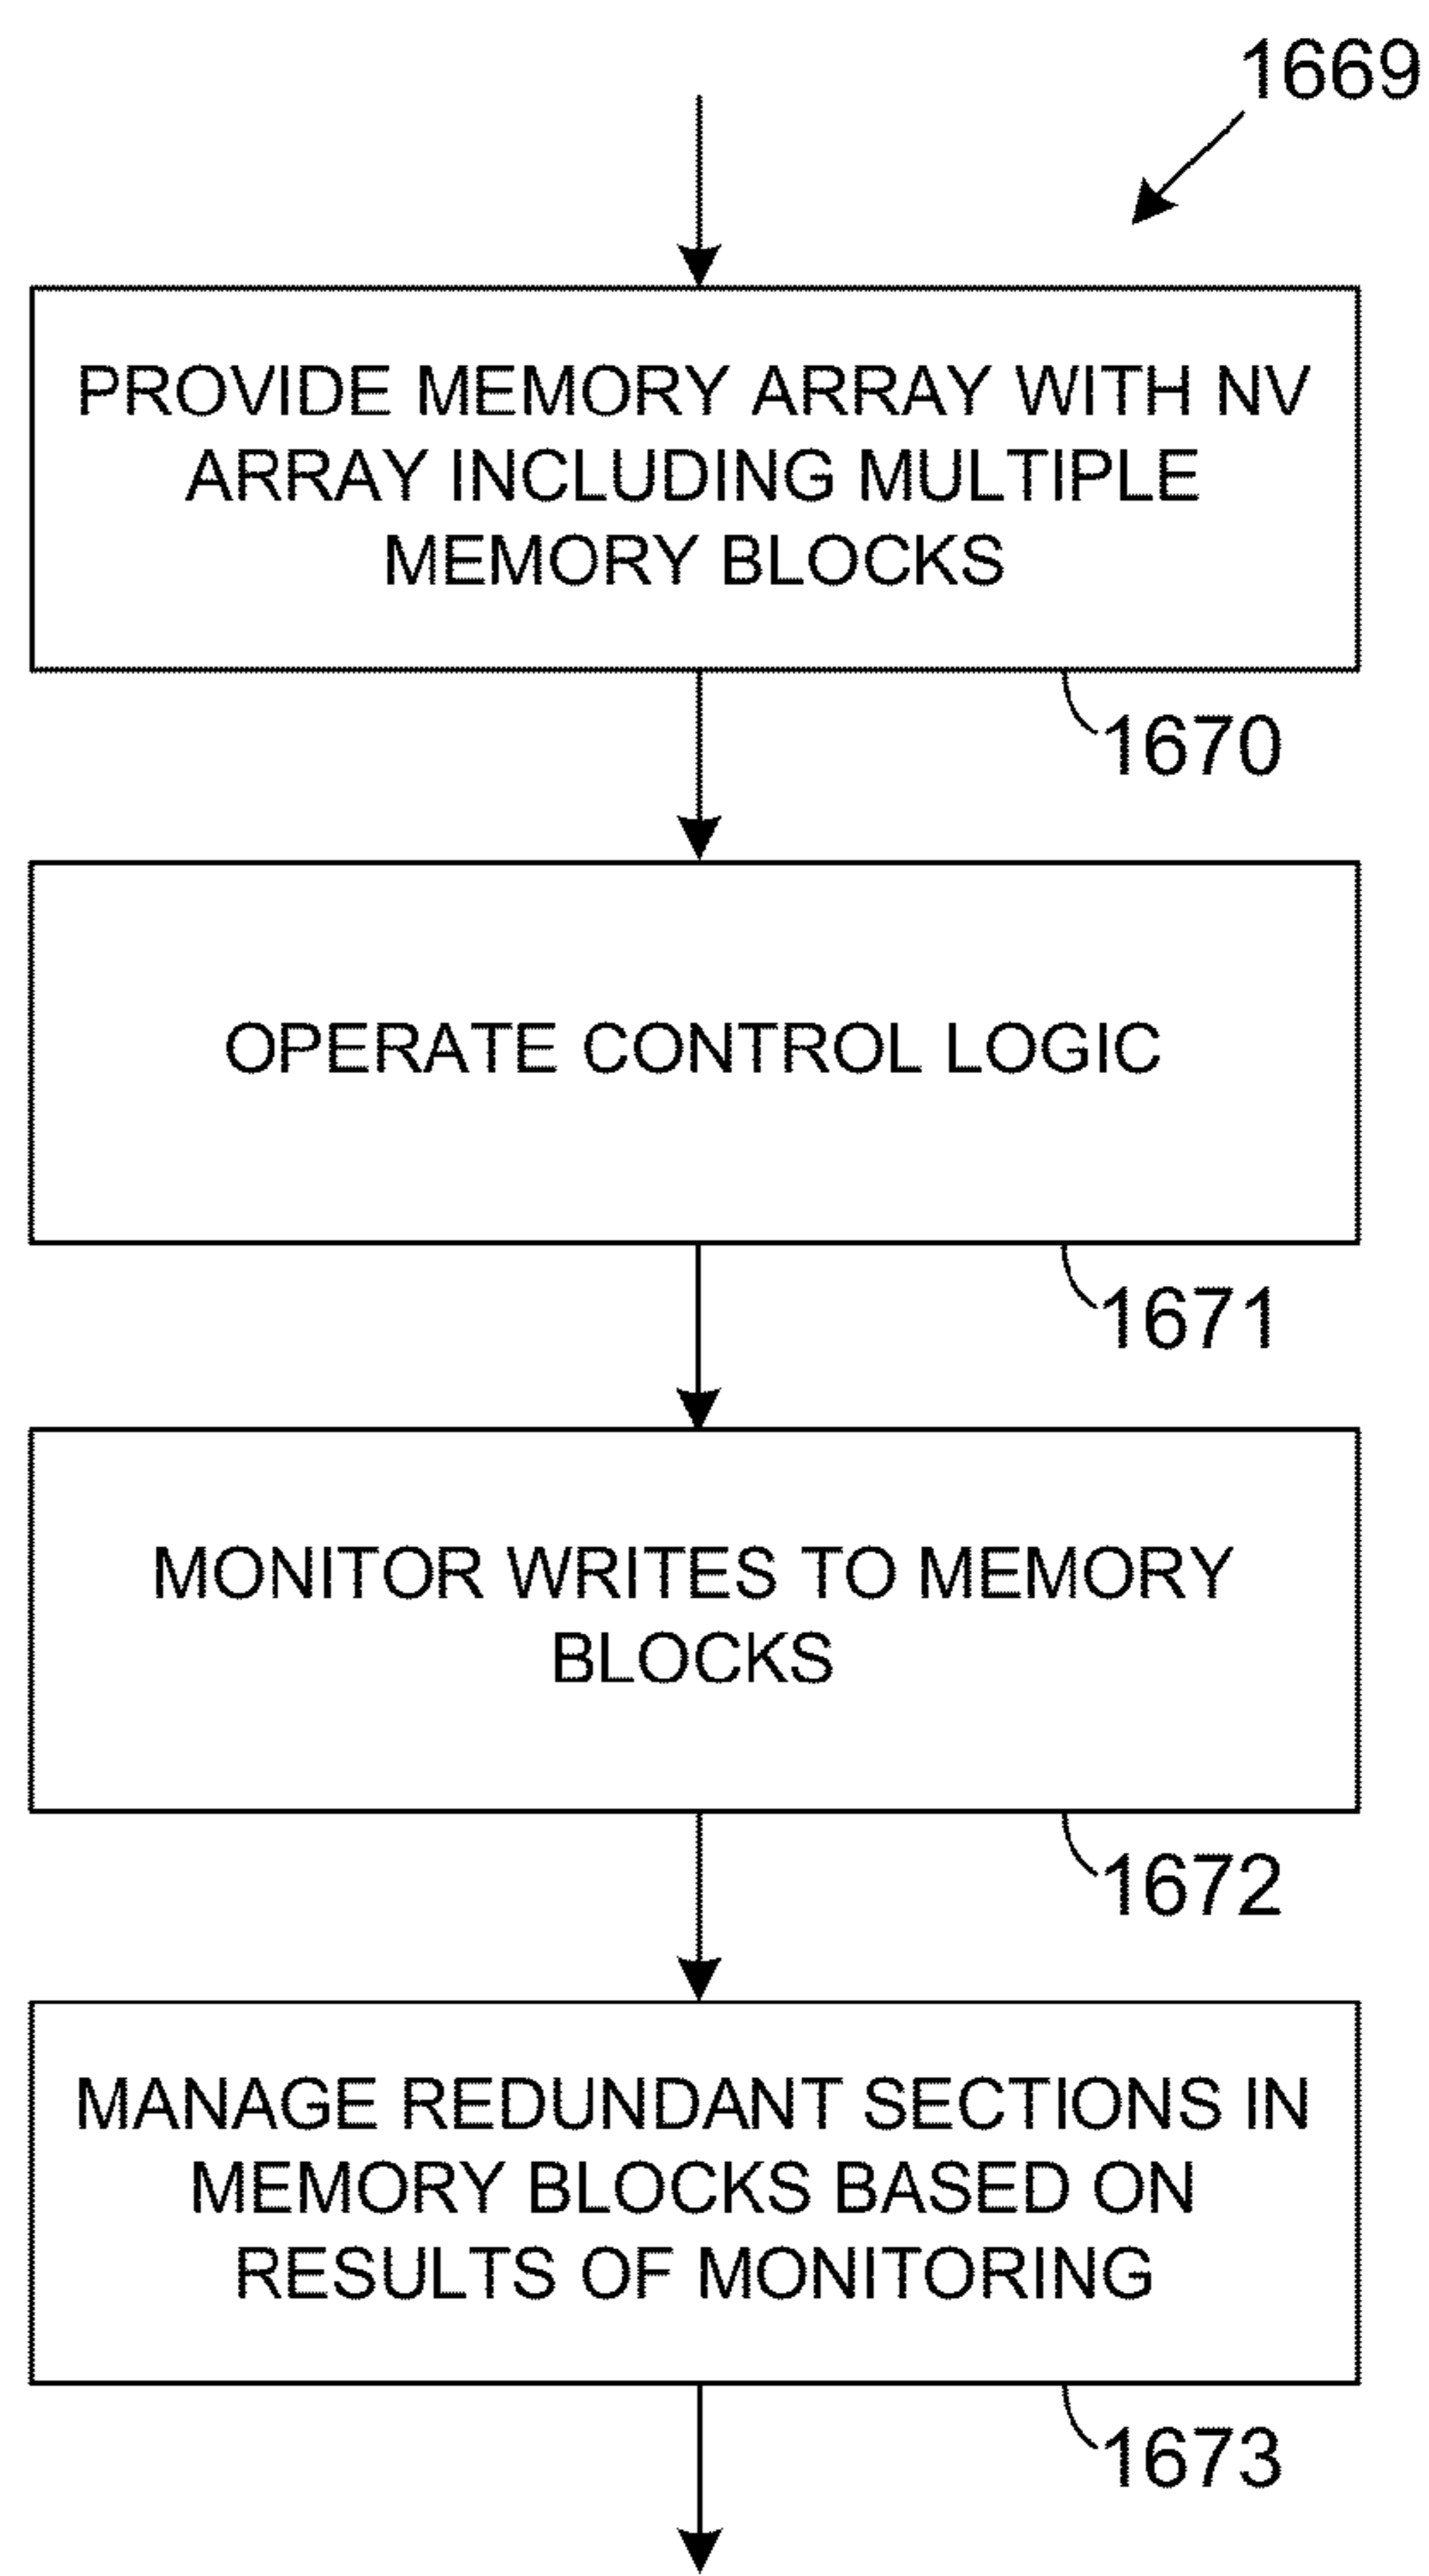 1669
PROVIDE MEMORY ARRAY WITH NV
ARRAY INCLUDING MULTIPLE
MEMORY BLOCKS
1670
OPERATE CONTROL LOGIC
1671
MONITOR WRITES TO MEMORY
BLOCKS
1672
MANAGE REDUNDANT SECTIONS IN
MEMORY BLOCKS BASED ON
RESULTS OF MONITORING
1673